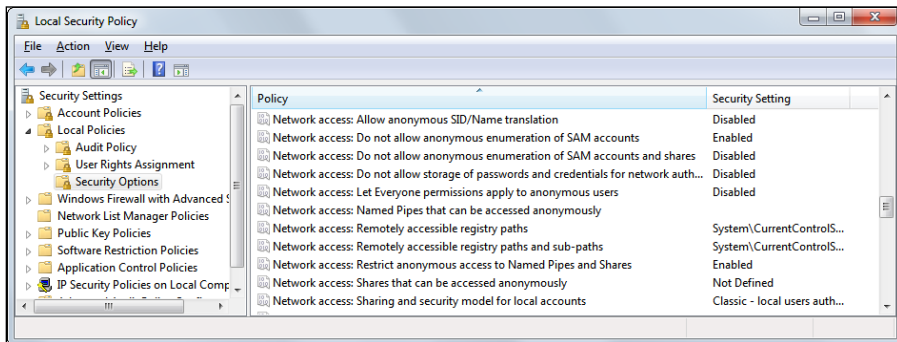 Local Security Policy
File Action View Help
Security Settings
Account Policies
Local Policies
Audit Policy
User Rights Assignment
Security Options
Windows Firewall with Advanced S
Network List Manager Policies
Public Key Policies
Software Restriction Policies
Application Control Policies
IP Security Policies on Local Comp
Policy Security Setting
Network access: Allow anonymous SID/Name translation Disabled
Network access: Do not allow anonymous enumeration of SAM accounts Enabled
Network access: Do not allow anonymous enumeration of SAM accounts and shares Disabled
Network access: Do not allow storage of passwords and credentials for network auth... Disabled
Network access: Let Everyone permissions apply to anonymous users Disabled
Network access: Named Pipes that can be accessed anonymously
Network access: Remotely accessible registry paths System\CurrentControlS...
Network access: Remotely accessible registry paths and sub-paths System\CurrentControlS...
Network access: Restrict anonymous access to Named Pipes and Shares Enabled
Network access: Shares that can be accessed anonymously Not Defined
Network access: Sharing and security model for local accounts Classic - local users auth...